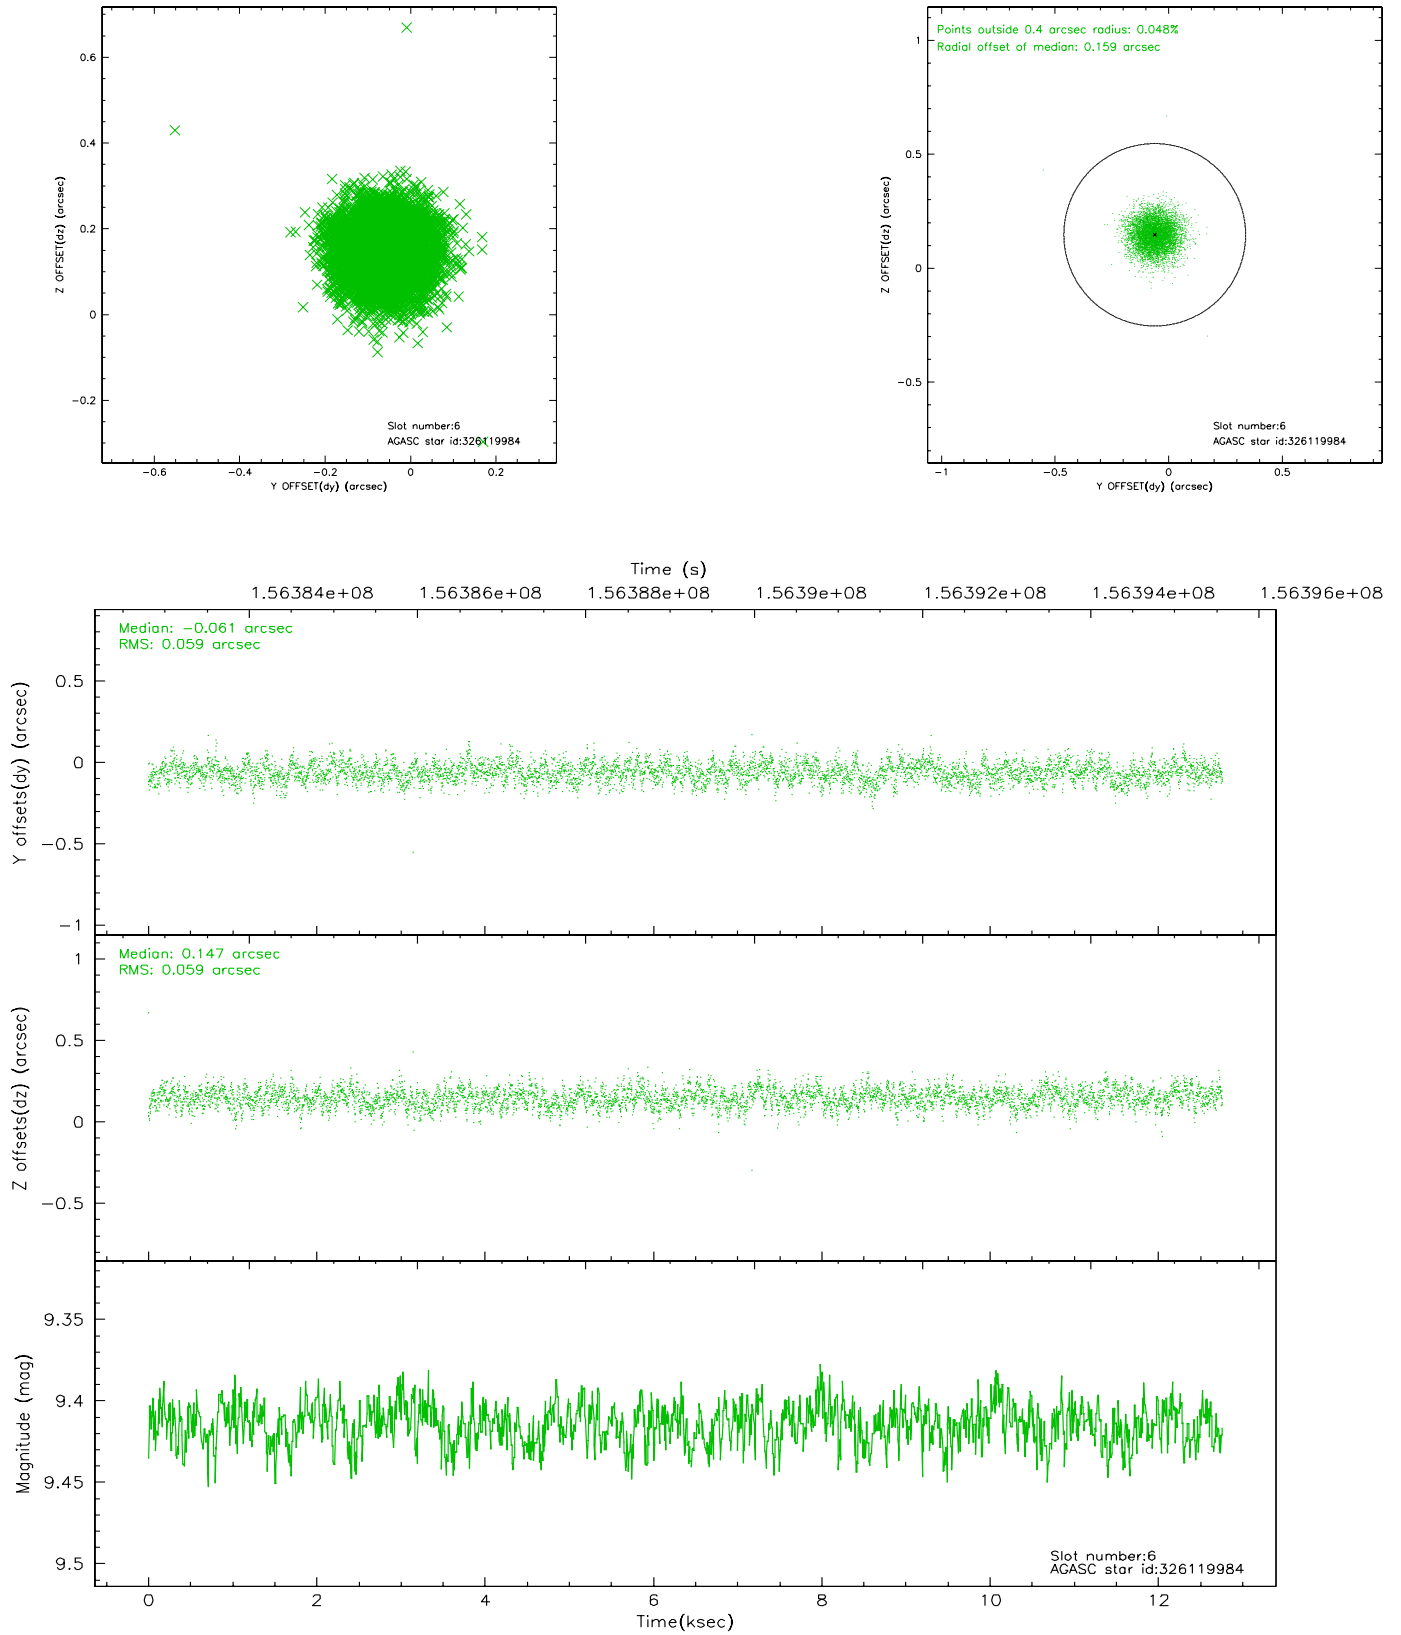 0.6
0.4
0.2
0
−0.2
Z OFFSET(dz) (arcsec)
−0.6
−0.4
−0.2
0
0.2
Y OFFSET(dy) (arcsec)
Slot number:6
AGASC star id:326119984
Points outside 0.4 arcsec radius: 0.048%
Radial offset of median: 0.159 arcsec
1
0.5
0
−0.5
Z OFFSET(dz) (arcsec)
−1
−0.5
0
0.5
Y OFFSET(dy) (arcsec)
Slot number:6
AGASC star id:326119984
Time (s)
1.56384e+08 1.56386e+08 1.56388e+08 1.5639e+08 1.56392e+08 1.56394e+08 1.56396e+08
Median: −0.061 arcsec
RMS: 0.059 arcsec
0.5
0
−0.5
−1
Y offsets(dy) (arcsec)
Median: 0.147 arcsec
RMS: 0.059 arcsec
1
0.5
0
−0.5
Z offsets(dz) (arcsec)
9.35
9.4
9.45
9.5
Magnitude (mag)
Slot number:6
AGASC star id:326119984
0 2 4 6 8 10 12
Time(ksec)